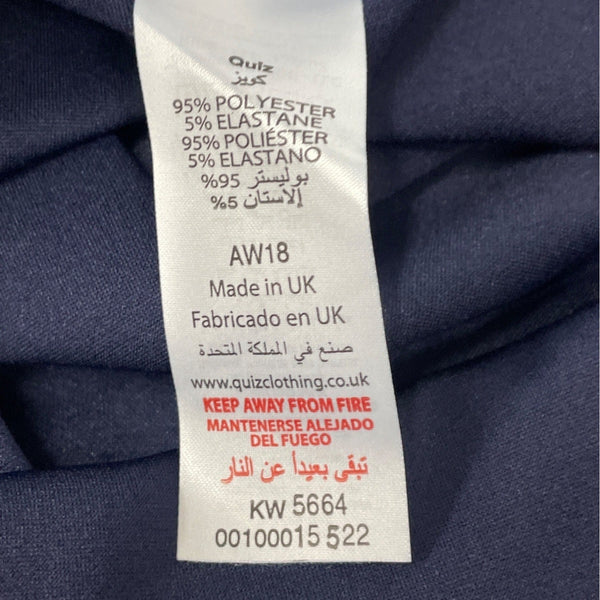 Quiz
كويز
95% POLYESTER
5% ELASTANE
95% POLIÉSTER
5% ELASTANO
بوليستر 95%
إلاستان 5%
AW18
Made in UK
Fabricado en UK
صنع في المملكة المتحدة
www.quizclothing.co.uk
KEEP AWAY FROM FIRE
MANTENERSE ALEJADO
DEL FUEGO
تبقى بعيداً عن النار
KW 5664
00100015 522